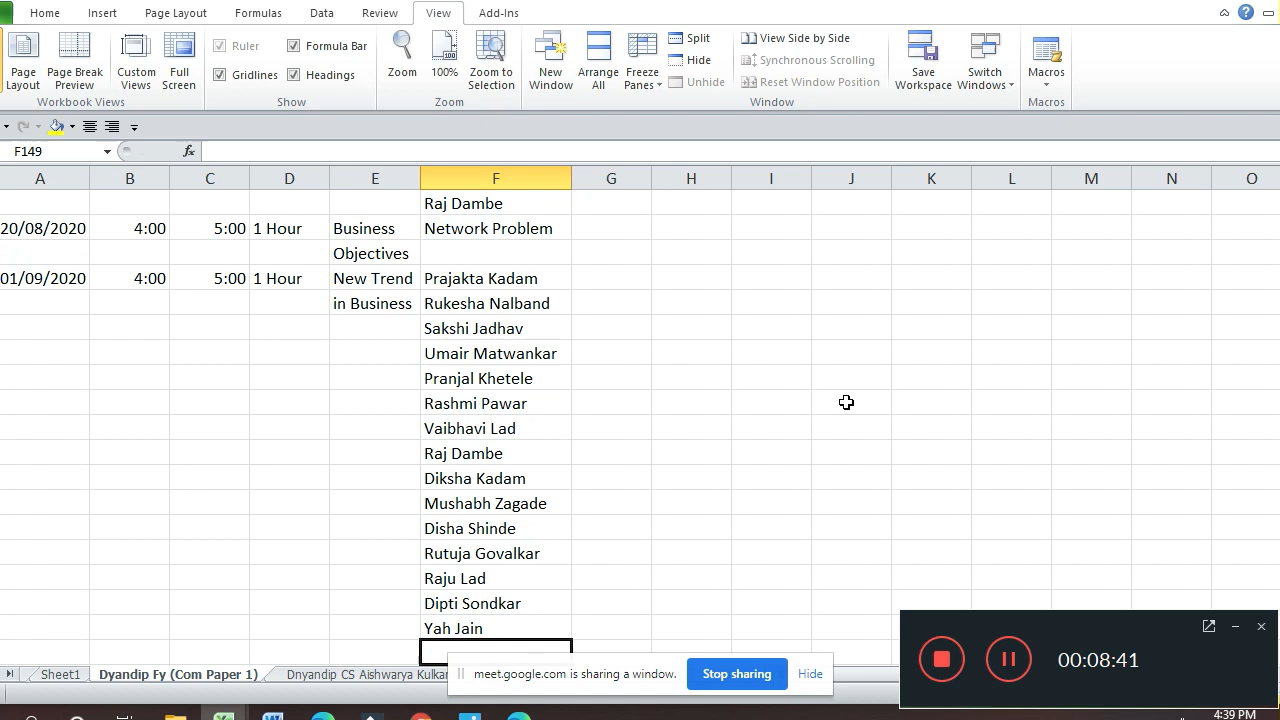 Home Insert Page Layout Formulas Data Review View Add-Ins
Ruler Formula Bar
Gridlines Headings
Page Layout
Page Break Preview
Custom Views
Full Screen
Workbook Views
Show
Zoom
100%
Zoom to Selection
Zoom
New Window
Arrange All
Freeze Panes
Split
Hide
Unhide
View Side by Side
Synchronous Scrolling
Reset Window Position
Window
Save Workspace
Switch Windows
Macros
Macros
F149 fx
A B C D E F G H I J K L M N O
Raj Dambe
20/08/2020 4:00 5:00 1 Hour Business Network Problem
Objectives
01/09/2020 4:00 5:00 1 Hour New Trend Prajakta Kadam
in Business Rukesha Nalband
Sakshi Jadhav
Umair Matwankar
Pranjal Khetele
Rashmi Pawar
Vaibhavi Lad
Raj Dambe
Diksha Kadam
Mushabh Zagade
Disha Shinde
Rutuja Govalkar
Raju Lad
Dipti Sondkar
Yah Jain
Sheet1 Dyandip Fy (Com Paper 1) Dnyandip CS Aishwarya Kulkar
meet.google.com is sharing a window. Stop sharing Hide
00:08:41
4:39 PM